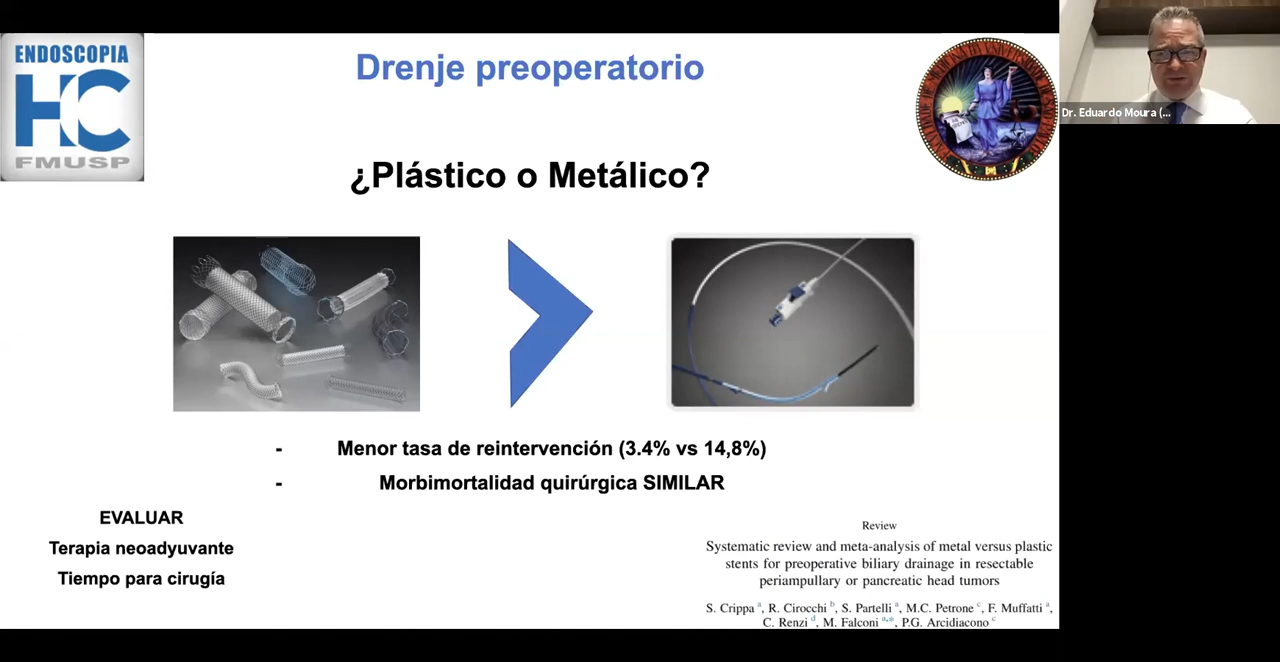 ENDOSCOPIA
HC
FMUSP
Drenje preoperatorio
Dr. Eduardo Moura (...
¿Plástico o Metálico?
- Menor tasa de reintervención (3.4% vs 14,8%)
- Morbimortalidad quirúrgica SIMILAR
EVALUAR
Terapia neoadyuvante
Tiempo para cirugía
Review
Systematic review and meta-analysis of metal versus plastic
stents for preoperative biliary drainage in resectable
periampullary or pancreatic head tumors
S. Crippa a, R. Cirocchi b, S. Partelli a, M.C. Petrone c, F. Muffatti a,
C. Renzi d, M. Falconi a,*, P.G. Arcidiacono c